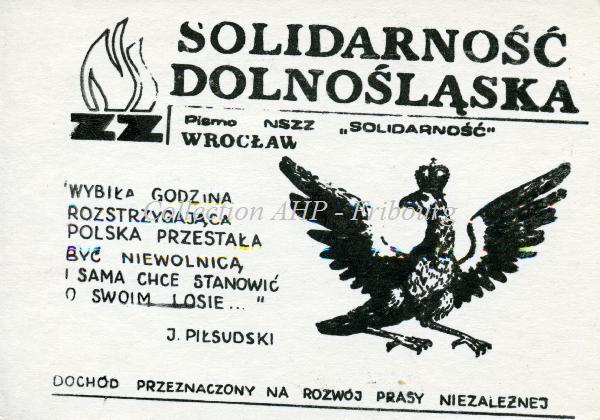 SOLIDARNOŚĆ
DOLNOŚLĄSKA
ZZ
Pismo NSZZ „SOLIDARNOŚĆ"
WROCŁAW
"WYBIŁA GODZINA
ROZSTRZYGAJĄCA
POLSKA PRZESTAŁA
BYĆ NIEWOLNICĄ
I SAMA CHCE STANOWIĆ
O SWOIM LOSIE..."
J. PIŁSUDSKI
Collection AHP - Fribourg
DOCHÓD PRZEZNACZONY NA ROZWÓJ PRASY NIEZALEŻNEJ